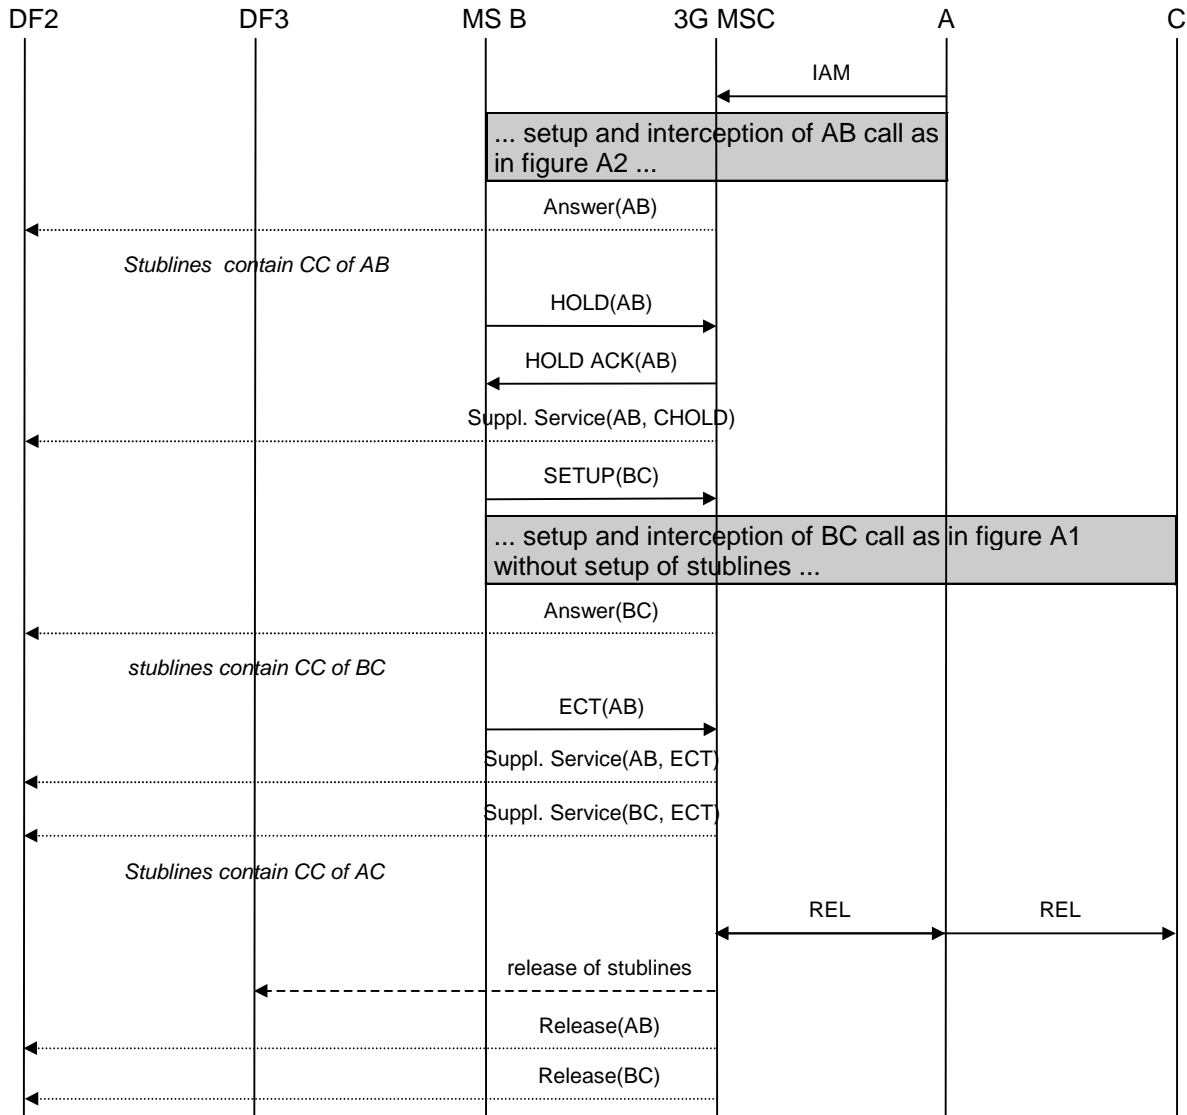 DF2 DF3 MS B 3G MSC A C
IAM
... setup and interception of AB call as
in figure A2 ...
Answer(AB)
Stublines contain CC of AB
HOLD(AB)
HOLD ACK(AB)
Suppl. Service(AB, CHOLD)
SETUP(BC)
... setup and interception of BC call as in figure A1
without setup of stublines ...
Answer(BC)
stublines contain CC of BC
ECT(AB)
Suppl. Service(AB, ECT)
Suppl. Service(BC, ECT)
Stublines contain CC of AC
REL REL
release of stublines
Release(AB)
Release(BC)